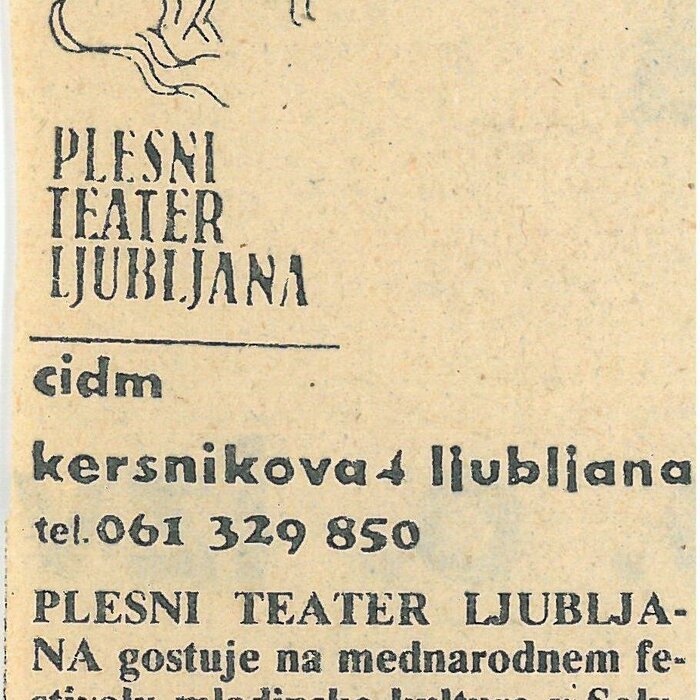 PLESNI
TEATER
LJUBLJANA
cidm
kersnikova 4 ljubljana
tel. 061 329 850
PLESNI TEATER LJUBLJA-
NA gostuje na mednarodnem fe-